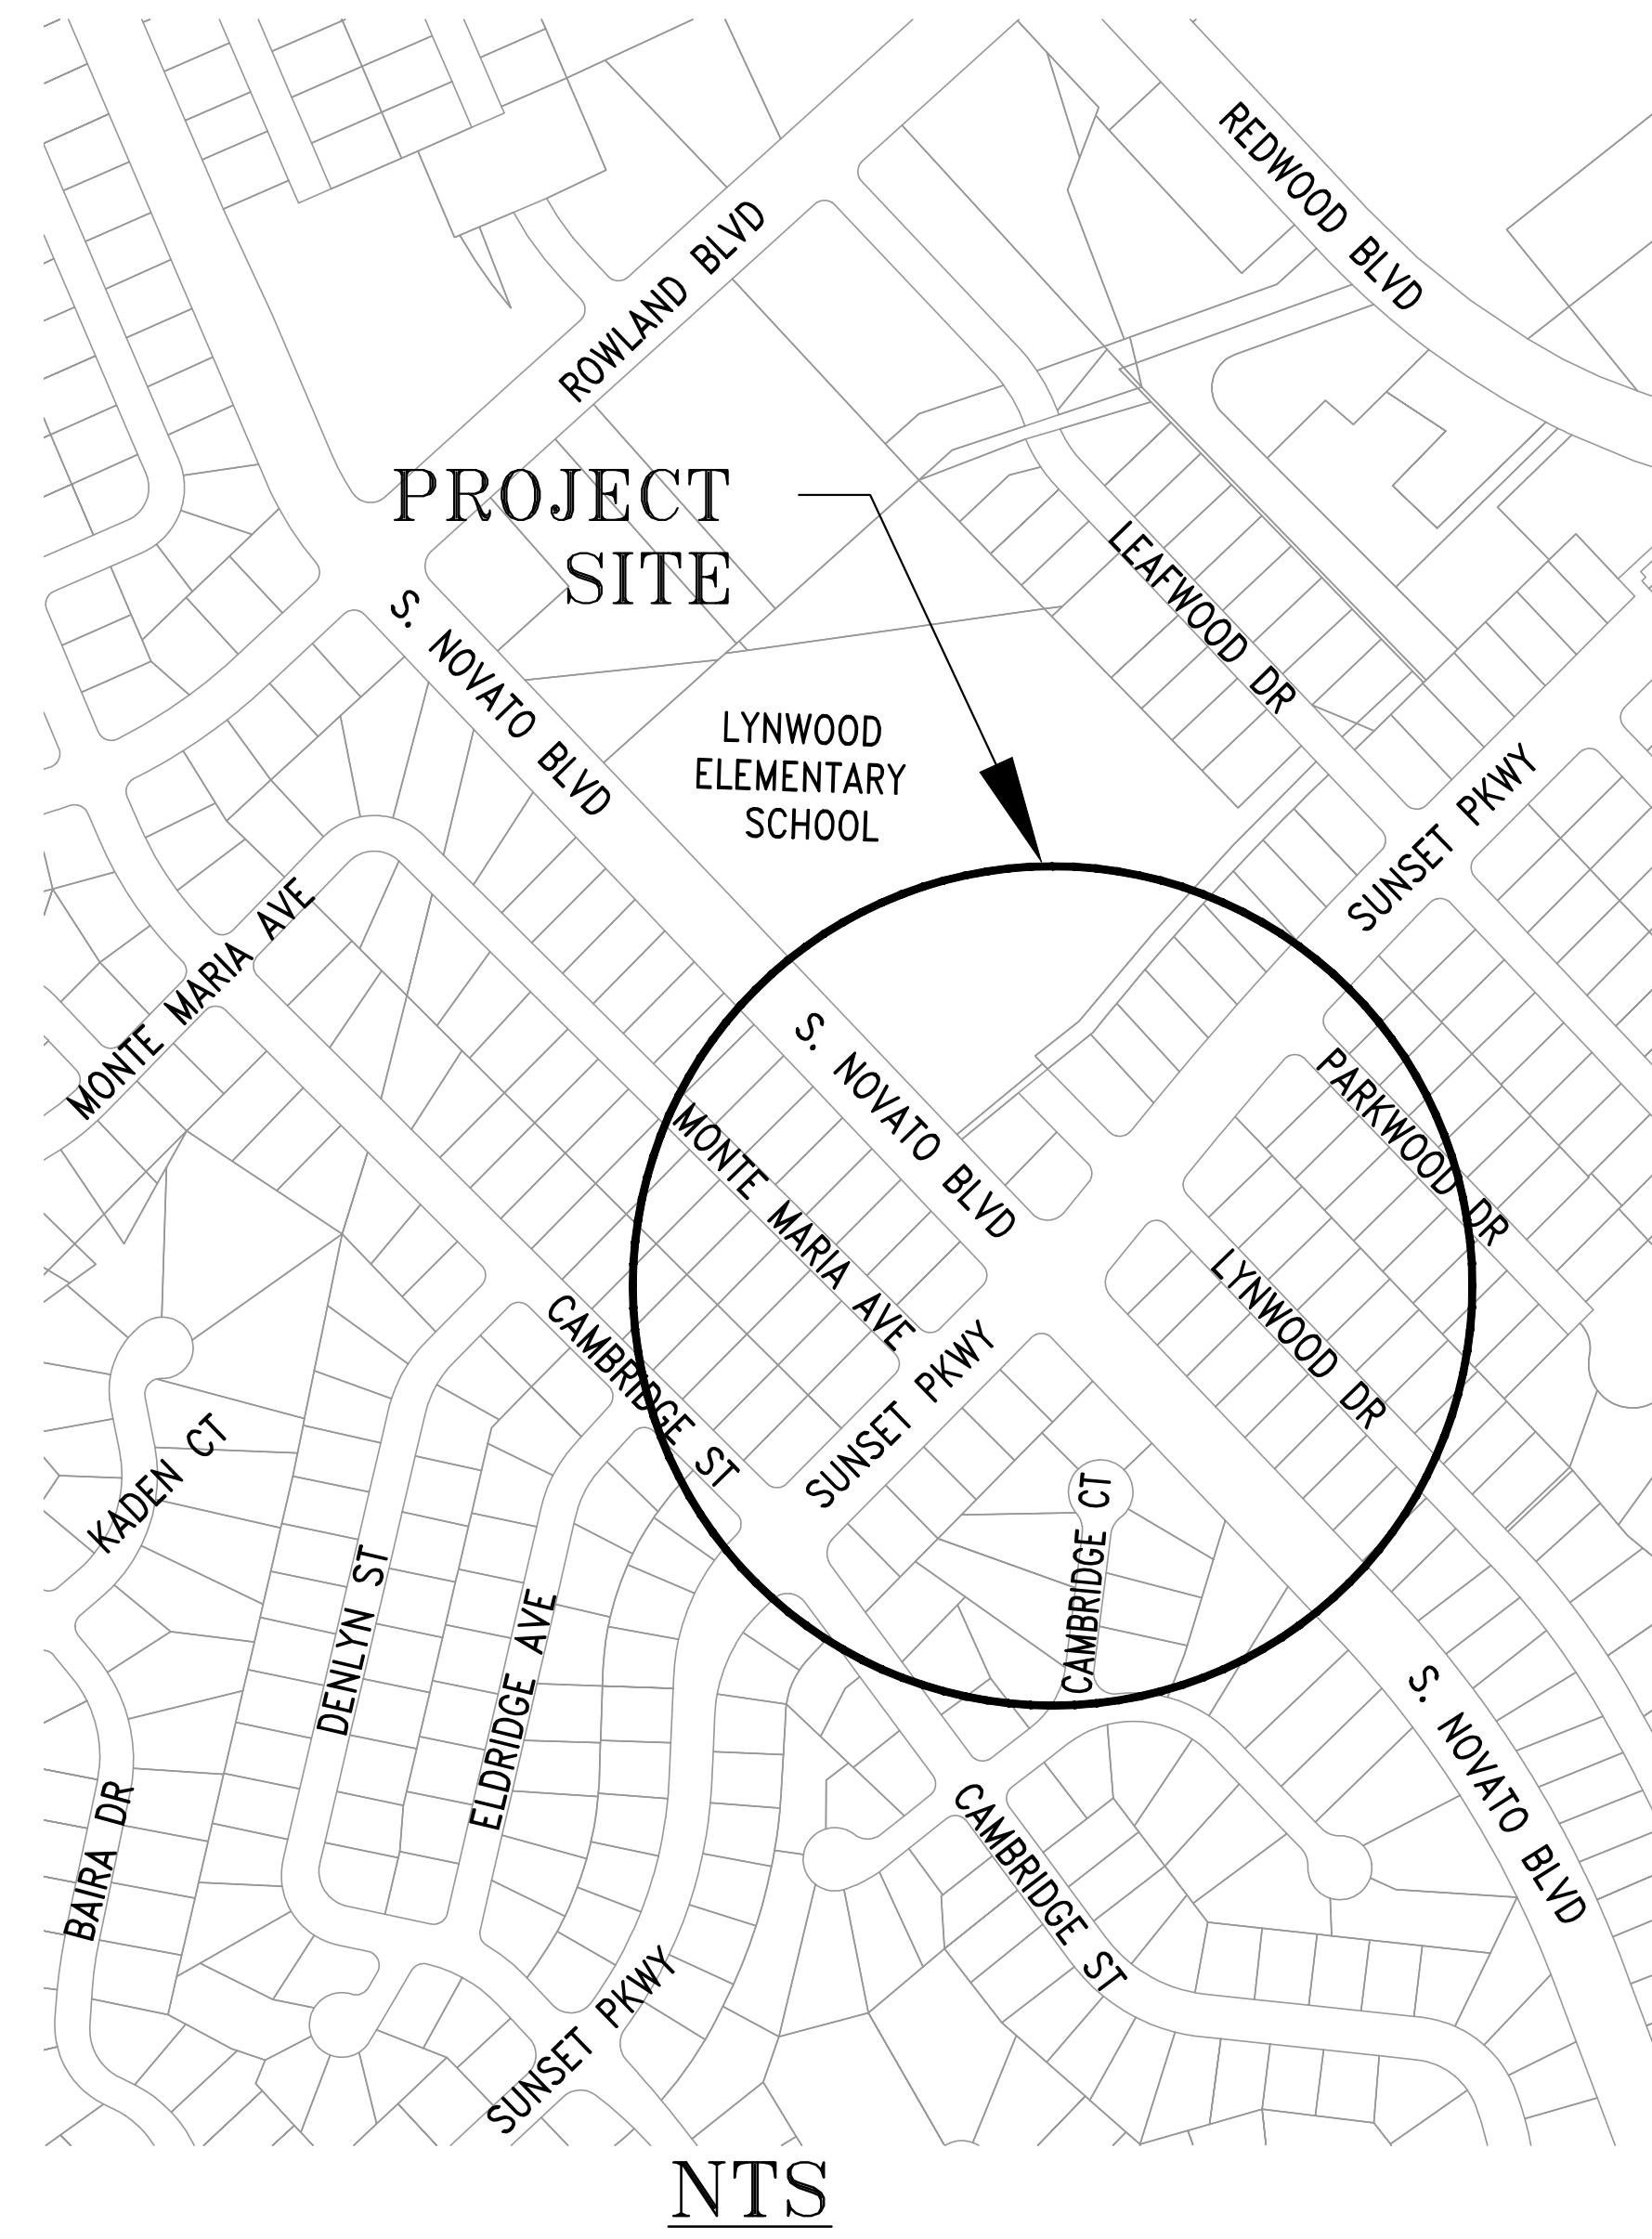 REDWOOD BLVD
ROWLAND BLVD
PROJECT
SITE
LEAFWOOD DR
S. NOVATO BLVD
LYNWOOD
ELEMENTARY
SCHOOL
SUNSET PKWY
MONTE MARIA AVE
S. NOVATO BLVD
PARKWOOD DR
MONTE MARIA AVE
LYNWOOD DR
CAMBRIDGE ST
SUNSET PKWY
KADEN CT
CAMBRIDGE CT
DENLYN ST
ELDRIDGE AVE
S. NOVATO BLVD
BAIRA DR
CAMBRIDGE ST
SUNSET PKWY
NTS